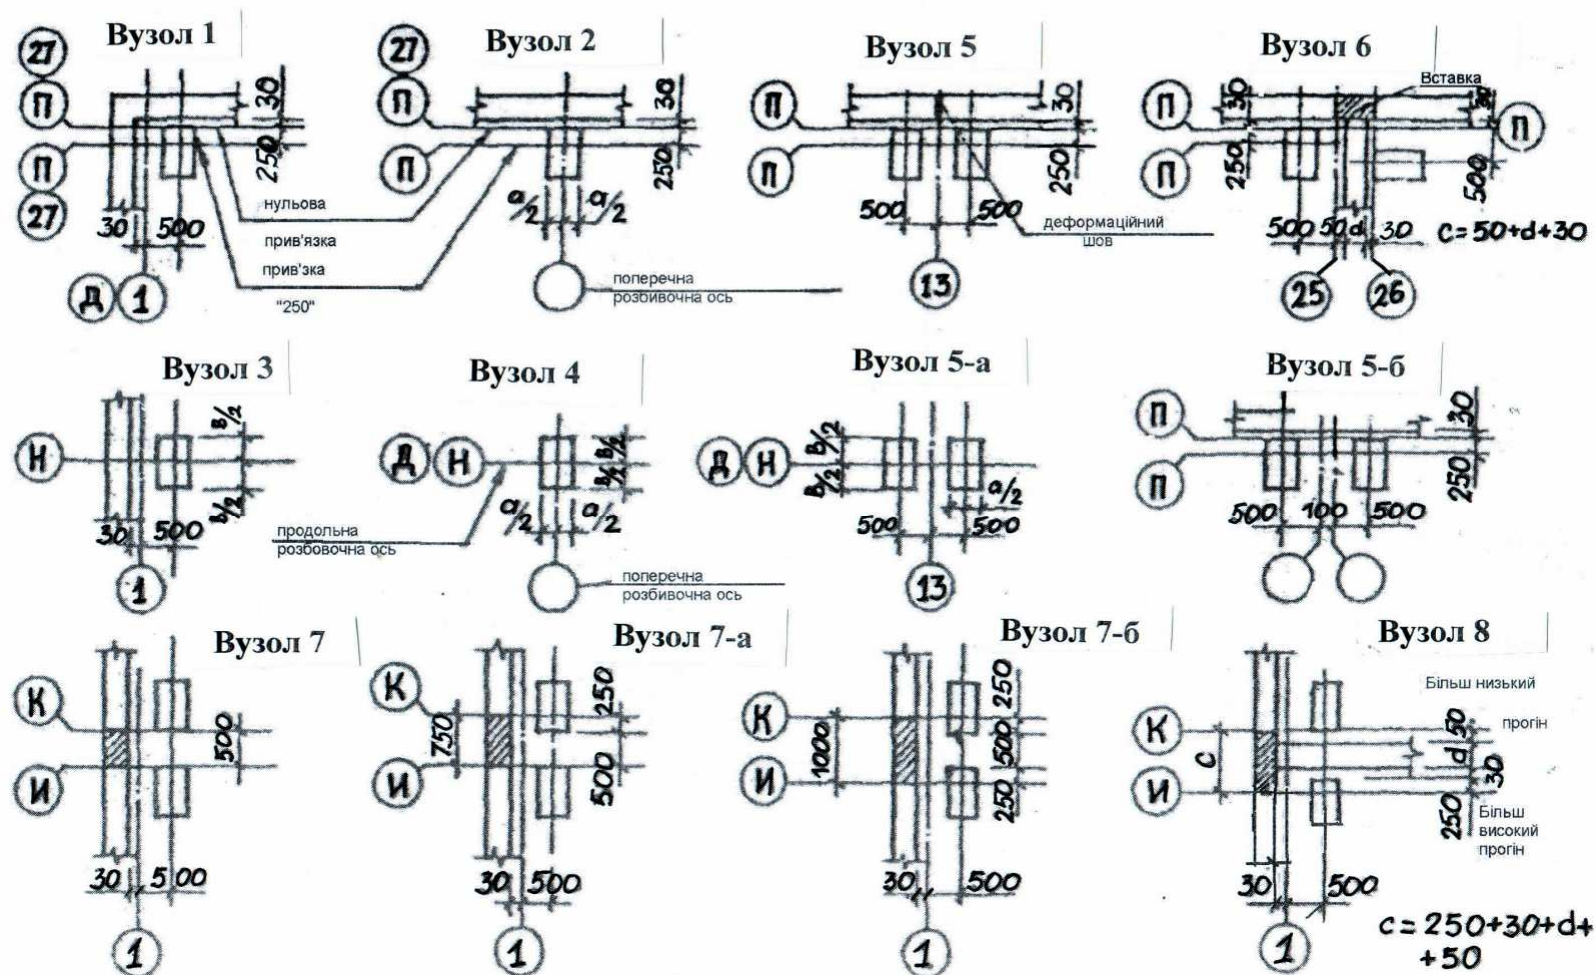 Вузол 1
27
П
П
27
30
250
30 500
Д 1
нульова
прив'язка
прив'зка
"250"
Вузол 2
27
П
П
30
250
a/2 a/2
поперечна
розбивочна ось
Вузол 5
П
П
30
250
500 500
13
деформаційний
шов
Вузол 6
Вставка
П
П
30
250
30
П
500
500 50 d 30
c=50+d+30
25 26
Вузол 3
Н
в/2
в/2
30 500
1
Вузол 4
Д Н
в/2 в/2
a/2 a/2
продольна
розбовочна ось
поперечна
розбивочна ось
Вузол 5-а
Д Н
в/2 в/2
a/2
500 500
13
Вузол 5-б
П
П
30
250
500 100 500
Вузол 7
К
И
500
30 500
1
Вузол 7-а
К
И
750
250
500
30 500
1
Вузол 7-б
К
И
1000
250
500
250
30 500
1
Вузол 8
Більш низький
прогін
К
И
c
50
d
30
250
Більш
високий
прогін
30 500
1
c=250+30+d+
+50